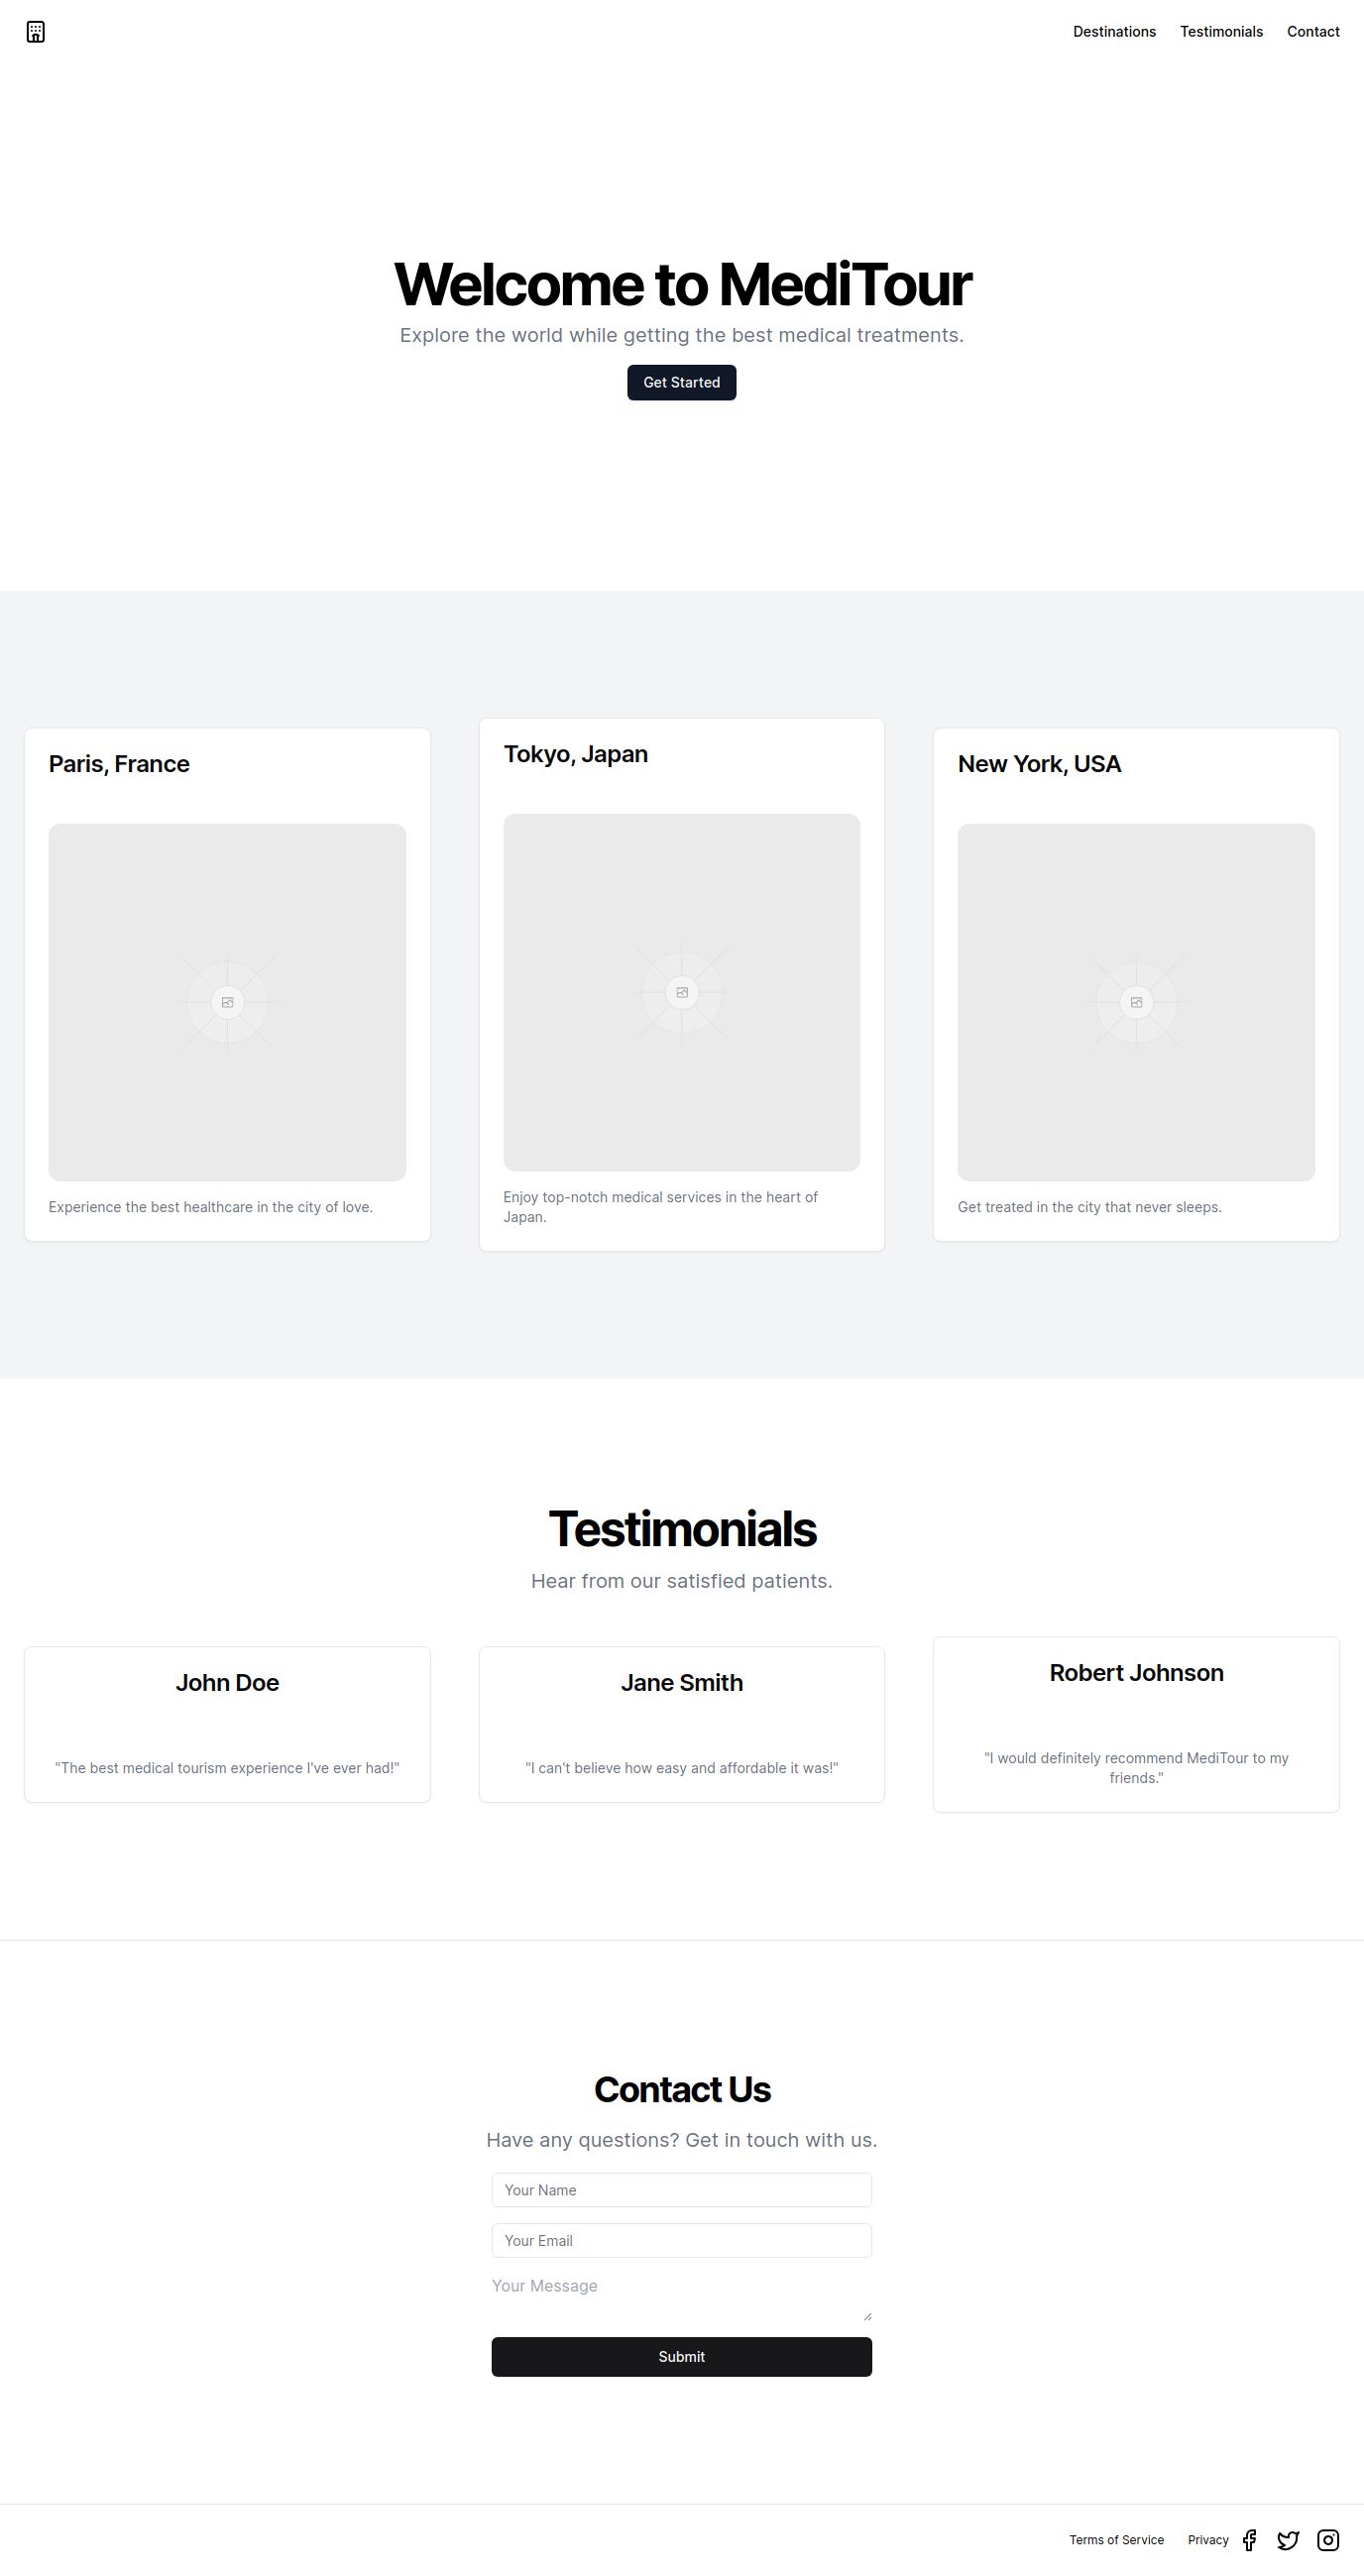 Destinations Testimonials Contact
Welcome to MediTour
Explore the world while getting the best medical treatments.
Get Started
Paris, France
Experience the best healthcare in the city of love.
Tokyo, Japan
Enjoy top-notch medical services in the heart of
Japan.
New York, USA
Get treated in the city that never sleeps.
Testimonials
Hear from our satisfied patients.
John Doe
"The best medical tourism experience I've ever had!"
Jane Smith
"I can't believe how easy and affordable it was!"
Robert Johnson
"I would definitely recommend MediTour to my
friends."
Contact Us
Have any questions? Get in touch with us.
Your Name
Your Email
Your Message
Submit
Terms of Service Privacy